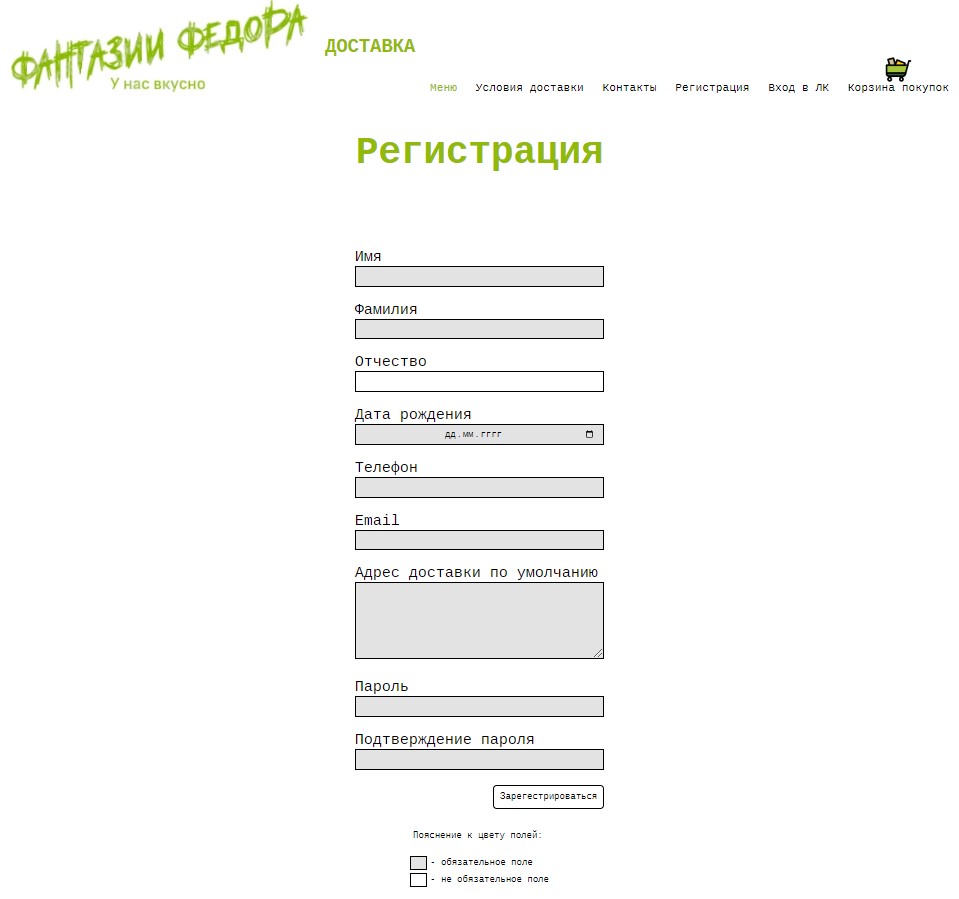 ФАНТАЗИИ ФЕДОРА
У нас вкусно
ДОСТАВКА
Меню Условия доставки Контакты Регистрация Вход в ЛК Корзина покупок
Регистрация
Имя
Фамилия
Отчество
Дата рождения
дд.мм.гггг
Телефон
Email
Адрес доставки по умолчанию
Пароль
Подтверждение пароля
Зарегестрироваться
Пояснение к цвету полей:
- обязательное поле
- не обязательное поле